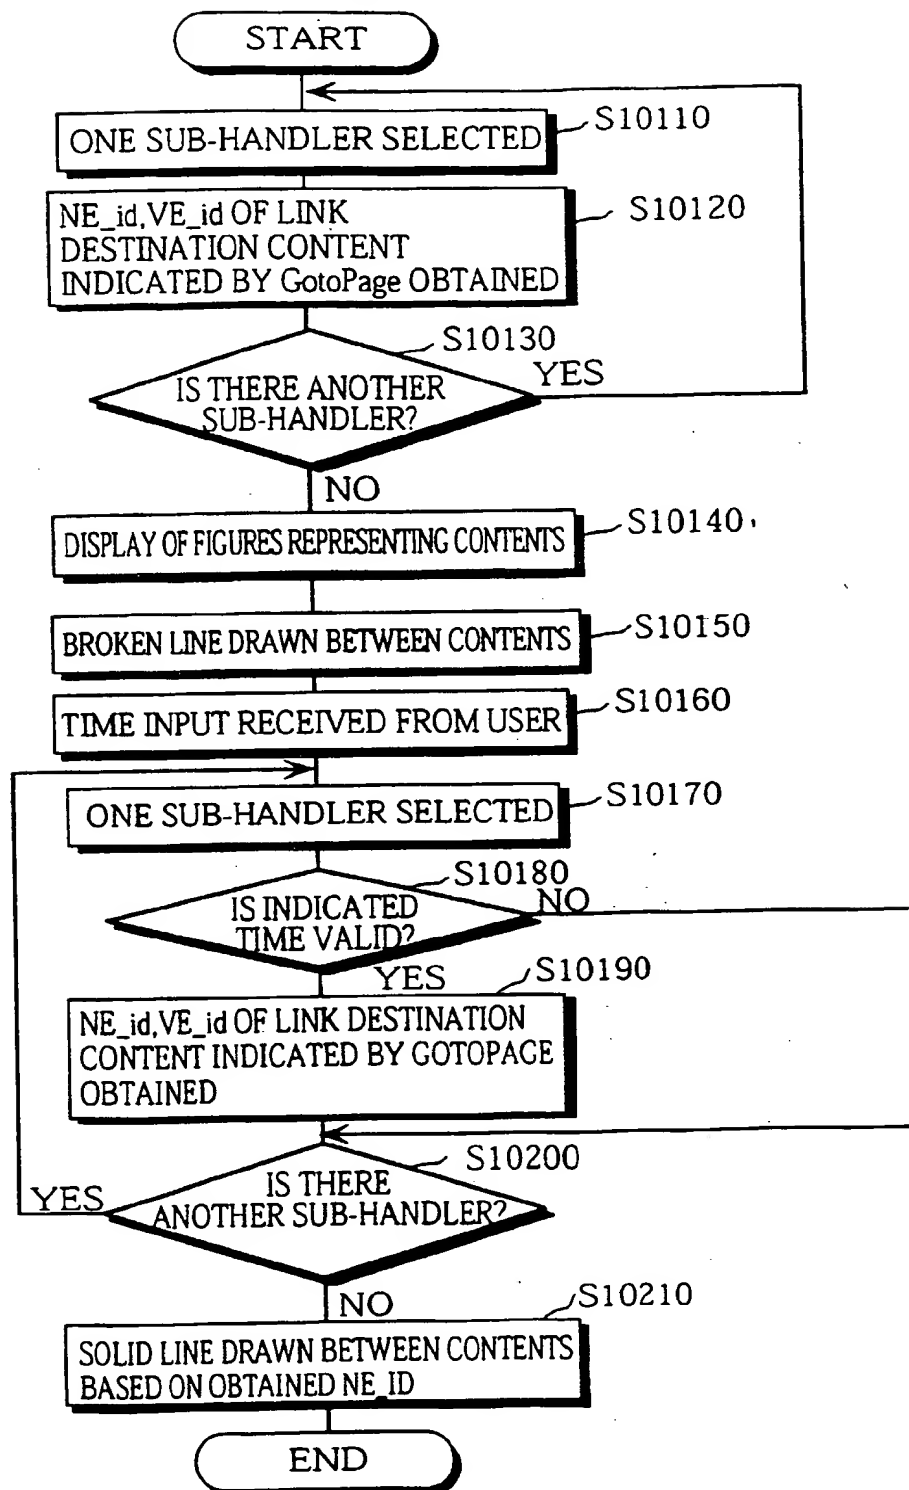 START
ONE SUB-HANDLER SELECTED
S10110
NE_id,VE_id OF LINK
DESTINATION CONTENT
INDICATED BY GotoPage OBTAINED
S10120
S10130
IS THERE ANOTHER
SUB-HANDLER?
YES
NO
DISPLAY OF FIGURES REPRESENTING CONTENTS
S10140
BROKEN LINE DRAWN BETWEEN CONTENTS
S10150
TIME INPUT RECEIVED FROM USER
S10160
ONE SUB-HANDLER SELECTED
S10170
S10180
IS INDICATED
TIME VALID?
NO
YES
S10190
NE_id,VE_id OF LINK DESTINATION
CONTENT INDICATED BY GOTOPAGE
OBTAINED
S10200
IS THERE
ANOTHER SUB-HANDLER?
YES
NO
S10210
SOLID LINE DRAWN BETWEEN CONTENTS
BASED ON OBTAINED NE_ID
END